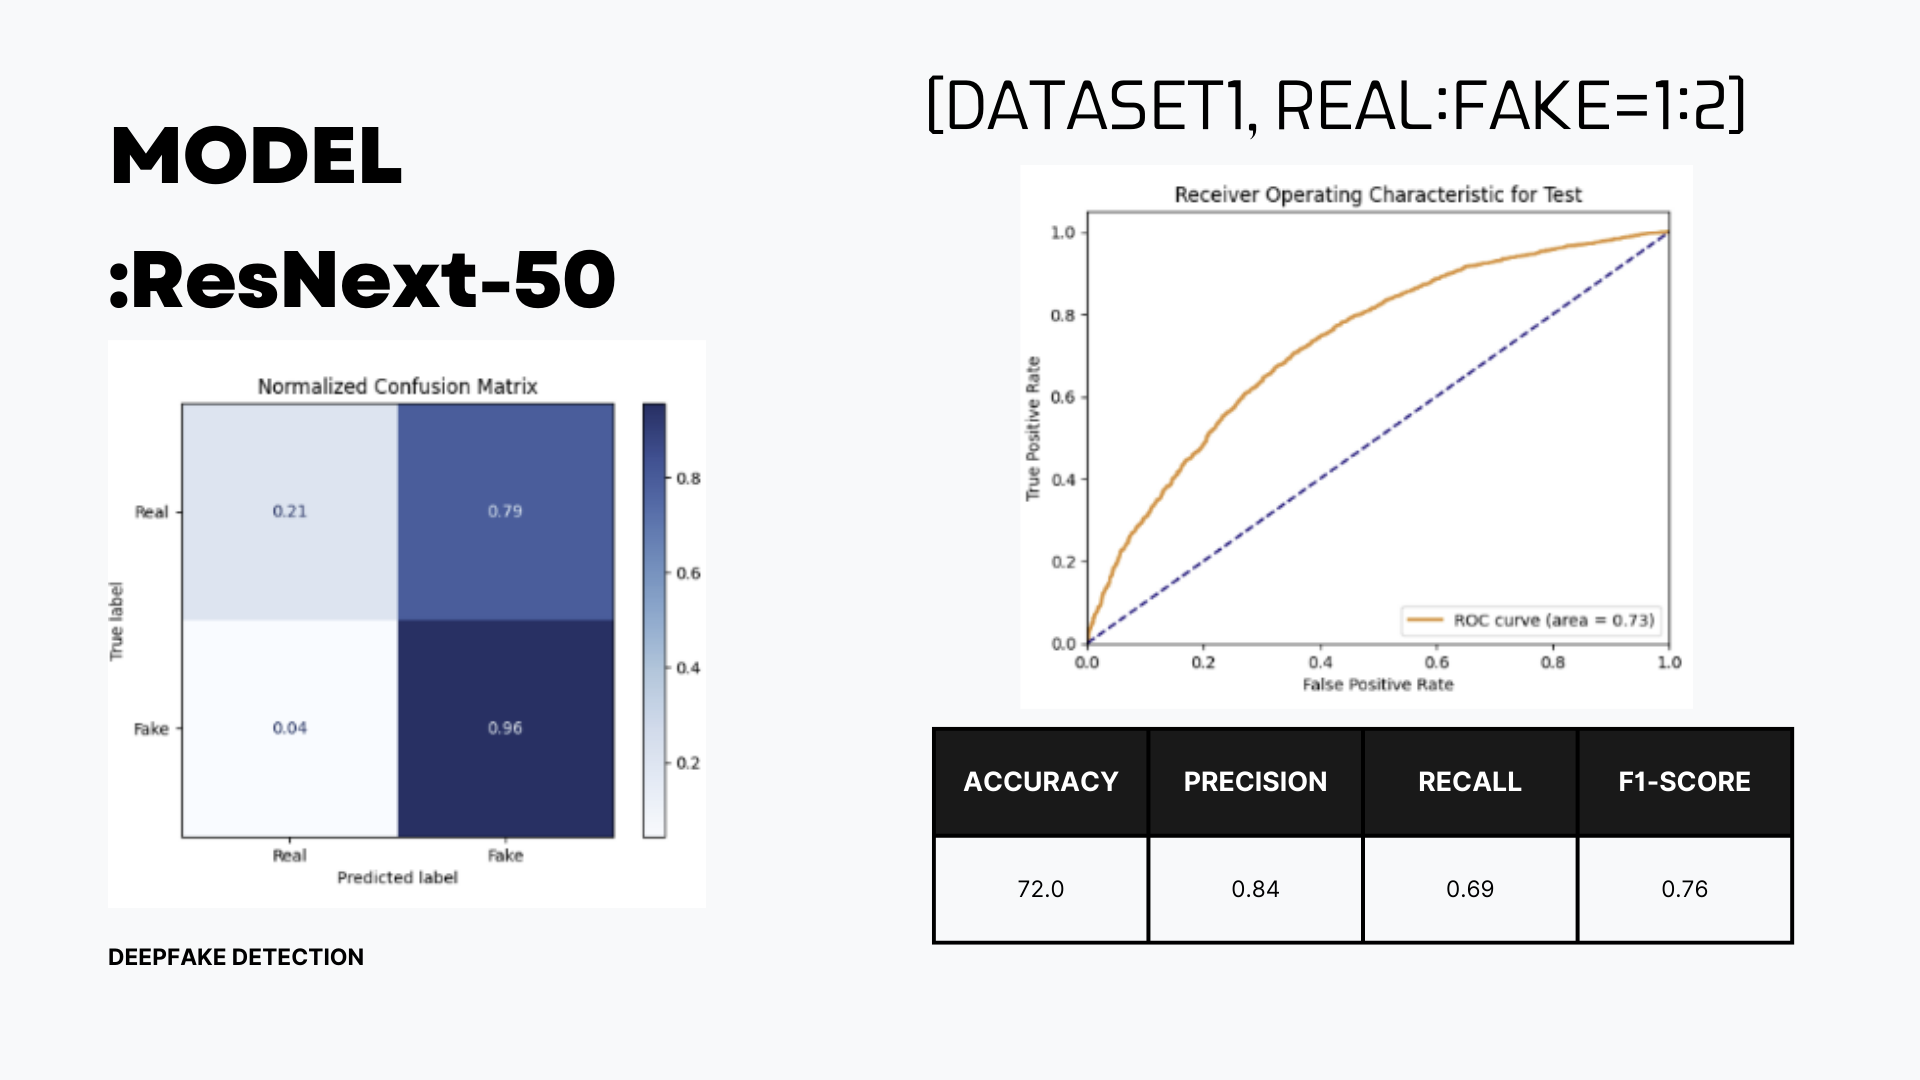 MODEL
:ResNext-50
[DATASET1, REAL:FAKE=1:2]
Normalized Confusion Matrix
True label
Real
0.21
0.79
Fake
0.04
0.96
Real
Fake
Predicted label
0.8
0.6
0.4
0.2
DEEPFAKE DETECTION
Receiver Operating Characteristic for Test
True Positive Rate
1.0
0.8
0.6
0.4
0.2
0.0
ROC curve (area = 0.73)
0.0 0.2 0.4 0.6 0.8 1.0
False Positive Rate
ACCURACY PRECISION RECALL F1-SCORE
72.0 0.84 0.69 0.76